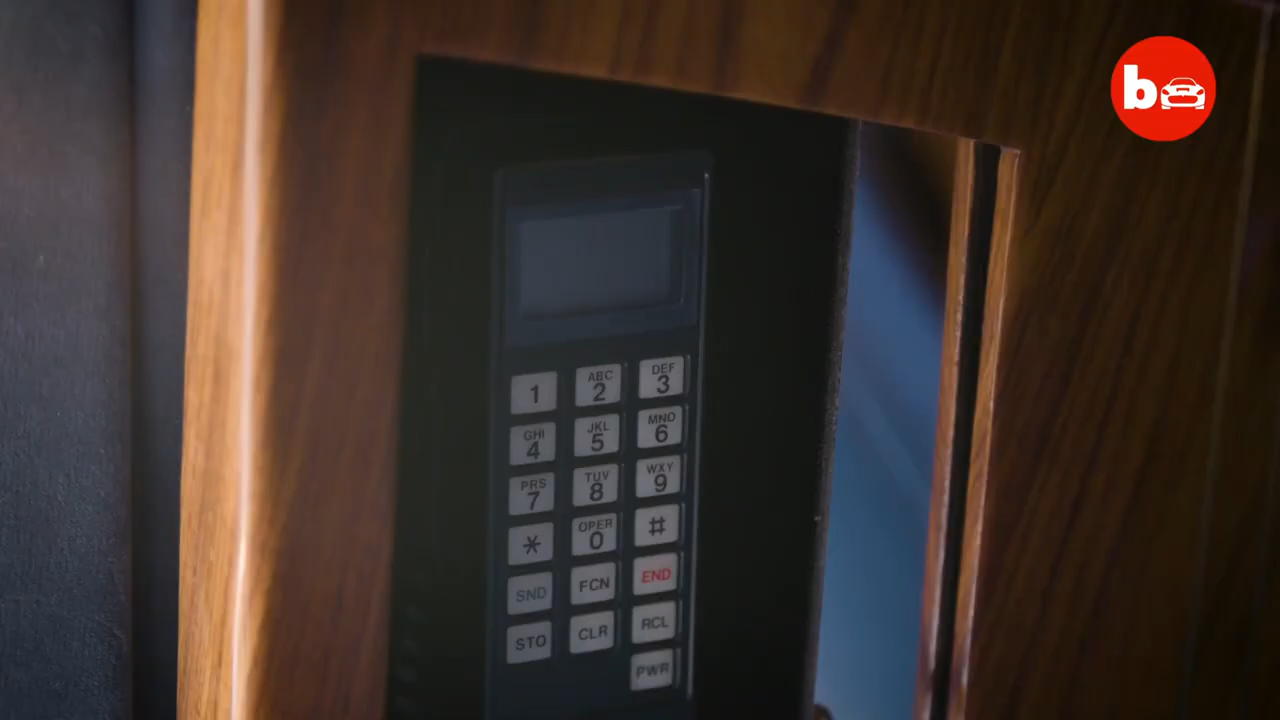 b
1 ABC 2 DEF 3
GHI 4 JKL 5 MNO 6
PRS 7 TUV 8 WXY 9
* OPER 0 #
SND FCN END
STO CLR RCL
PWR